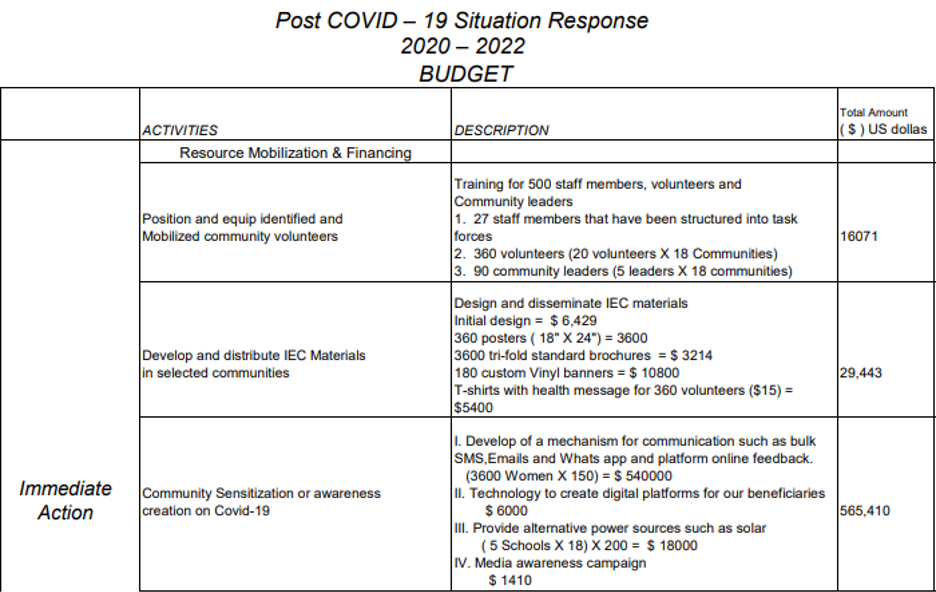 Post COVID – 19 Situation Response
2020 – 2022
BUDGET
ACTIVITIES
DESCRIPTION
Total Amount
( $ ) US dollas
Resource Mobilization & Financing
Position and equip identified and
Mobilized community volunteers
Training for 500 staff members, volunteers and
Community leaders
1. 27 staff members that have been structured into task
forces
2. 360 volunteers (20 volunteers X 18 Communities)
3. 90 community leaders (5 leaders X 18 communities)
16071
Develop and distribute IEC Materials
in selected communities
Design and disseminate IEC materials
Initial design = $ 6,429
360 posters ( 18" X 24") = 3600
3600 tri-fold standard brochures = $ 3214
180 custom Vinyl banners = $ 10800
T-shirts with health message for 360 volunteers ($15) =
$5400
29,443
Immediate
Action
Community Sensitization or awareness
creation on Covid-19
I. Develop of a mechanism for communication such as bulk
SMS,Emails and Whats app and platform online feedback.
(3600 Women X 150) = $ 540000
II. Technology to create digital platforms for our beneficiaries
$ 6000
III. Provide alternative power sources such as solar
( 5 Schools X 18) X 200 = $ 18000
IV. Media awareness campaign
$ 1410
565,410